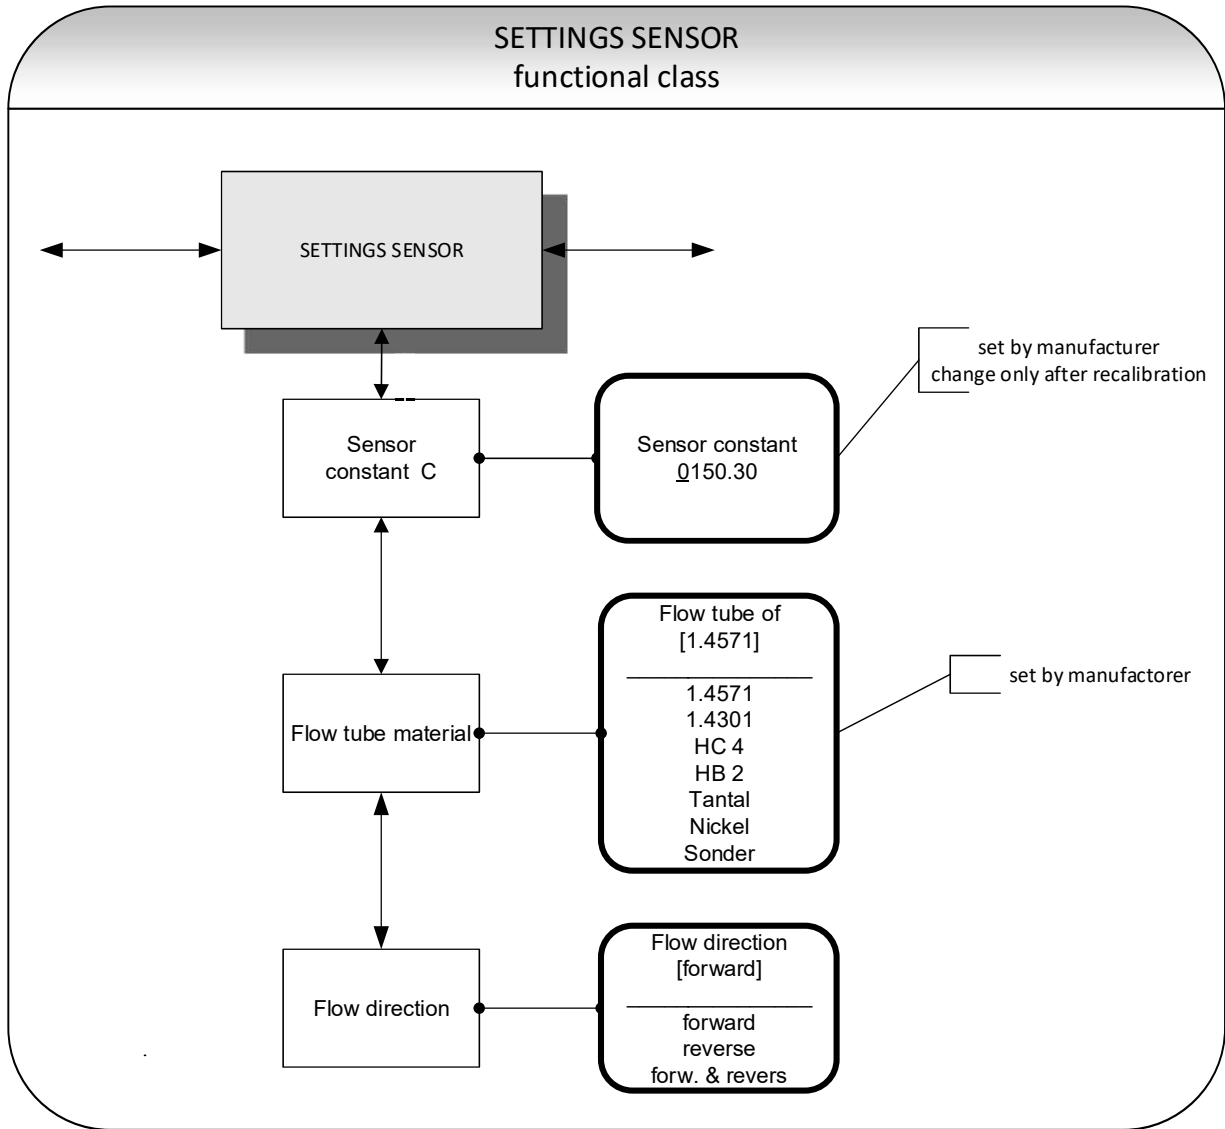 SETTINGS SENSOR
functional class
SETTINGS SENSOR
set by manufacturer
change only after recalibration
Sensor
constant C
Sensor constant
0150.30
Flow tube of
[1.4571]
1.4571
1.4301
HC 4
HB 2
Tantal
Nickel
Sonder
set by manufactorer
Flow tube material
Flow direction
[forward]
forward
reverse
forw. & revers
Flow direction